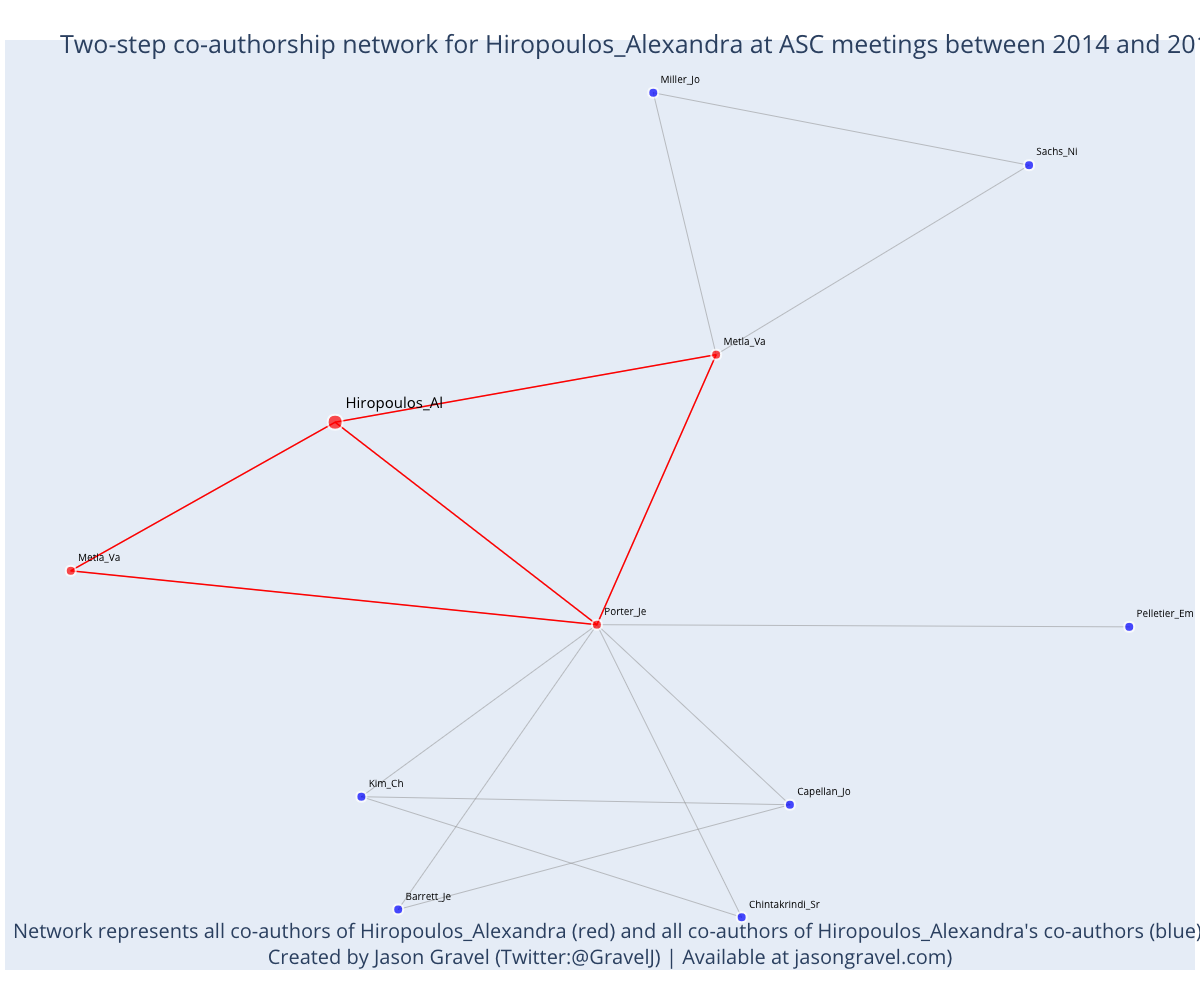 Two-step co-authorship network for Hiropoulos_Alexandra at ASC meetings between 2014 and 201
Miller_Jo
Sachs_Ni
Metla_Va
Hiropoulos_Al
Metla_Va
Porter_Je
Pelletier_Em
Kim_Ch
Capellan_Jo
Barrett_Je
Chintakrindi_Sr
Network represents all co-authors of Hiropoulos_Alexandra (red) and all co-authors of Hiropoulos_Alexandra's co-authors (blue)
Created by Jason Gravel (Twitter:@GravelJ) | Available at jasongravel.com)